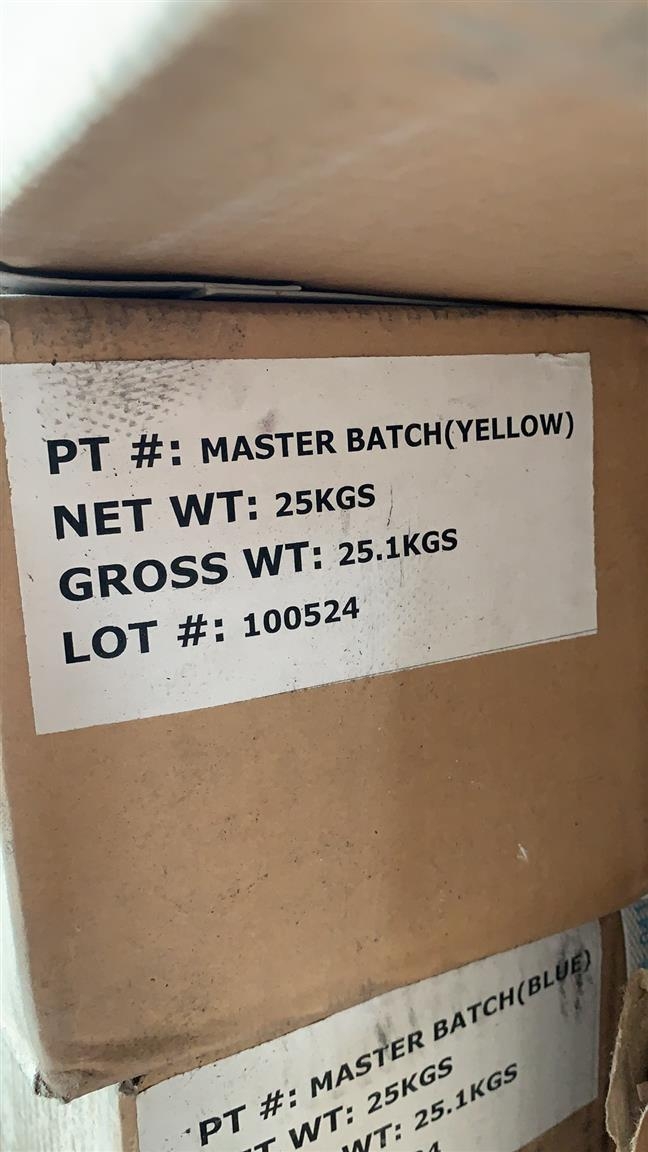 PT #: MASTER BATCH(YELLOW)
NET WT: 25KGS
GROSS WT: 25.1KGS
LOT #: 100524
PT #: MASTER BATCH(BLUE)
WT: 25KGS
WT: 25.1KGS